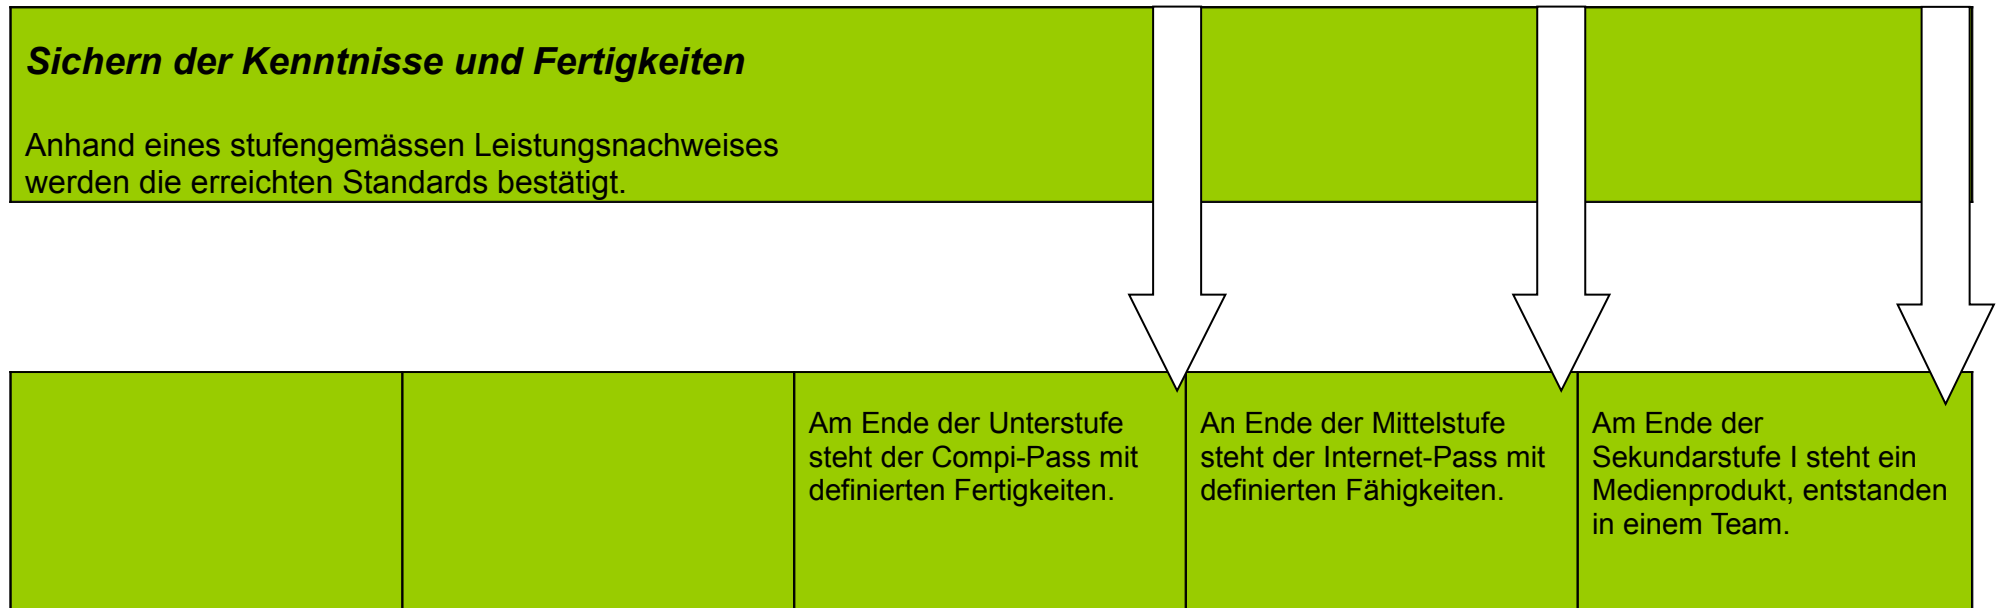 Sichern der Kenntnisse und Fertigkeiten
Anhand eines stufengemässen Leistungsnachweises
werden die erreichten Standards bestätigt.
Am Ende der Unterstufe
steht der Compi-Pass mit
definierten Fertigkeiten.
An Ende der Mittelstufe
steht der Internet-Pass mit
definierten Fähigkeiten.
Am Ende der
Sekundarstufe I steht ein
Medienprodukt, entstanden
in einem Team.